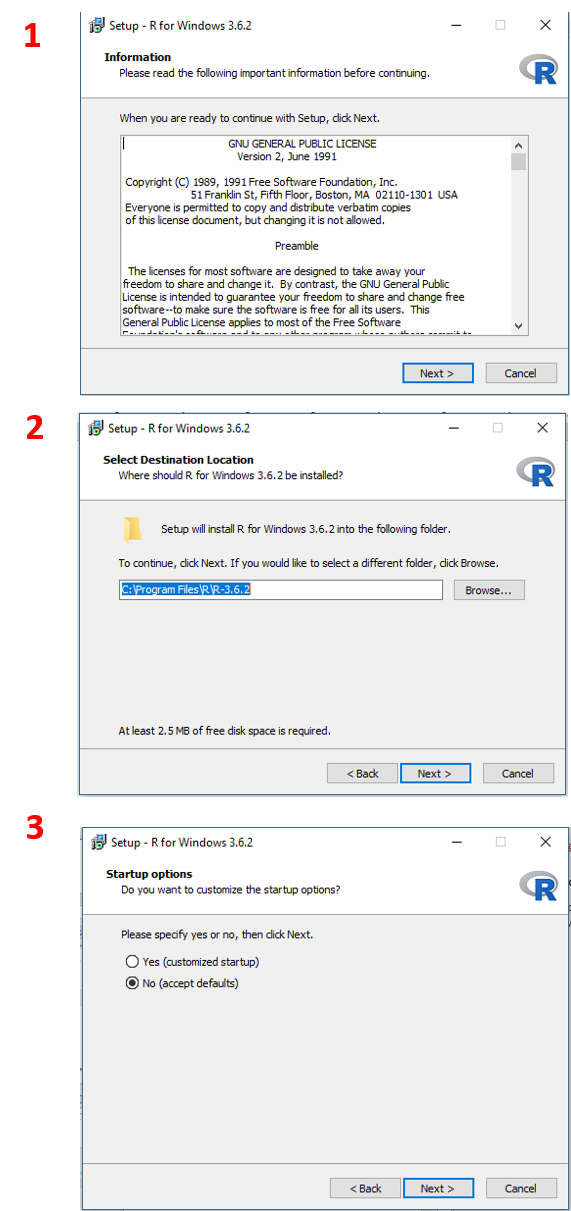 1
Setup - R for Windows 3.6.2
Information
Please read the following important information before continuing.
R
When you are ready to continue with Setup, click Next.
GNU GENERAL PUBLIC LICENSE
Version 2, June 1991
Copyright (C) 1989, 1991 Free Software Foundation, Inc.
51 Franklin St, Fifth Floor, Boston, MA 02110-1301 USA
Everyone is permitted to copy and distribute verbatim copies
of this license document, but changing it is not allowed.
Preamble
The licenses for most software are designed to take away your
freedom to share and change it. By contrast, the GNU General Public
License is intended to guarantee your freedom to share and change free
software--to make sure the software is free for all its users. This
General Public License applies to most of the Free Software
Foundation's software and to any other program whose authors commit to
Next >
Cancel
2
Setup - R for Windows 3.6.2
Select Destination Location
Where should R for Windows 3.6.2 be installed?
R
Setup will install R for Windows 3.6.2 into the following folder.
To continue, click Next. If you would like to select a different folder, click Browse.
C:\Program Files\R\R-3.6.2
Browse...
At least 2.5 MB of free disk space is required.
< Back
Next >
Cancel
3
Setup - R for Windows 3.6.2
Startup options
Do you want to customize the startup options?
R
Please specify yes or no, then click Next.
Yes (customized startup)
No (accept defaults)
< Back
Next >
Cancel